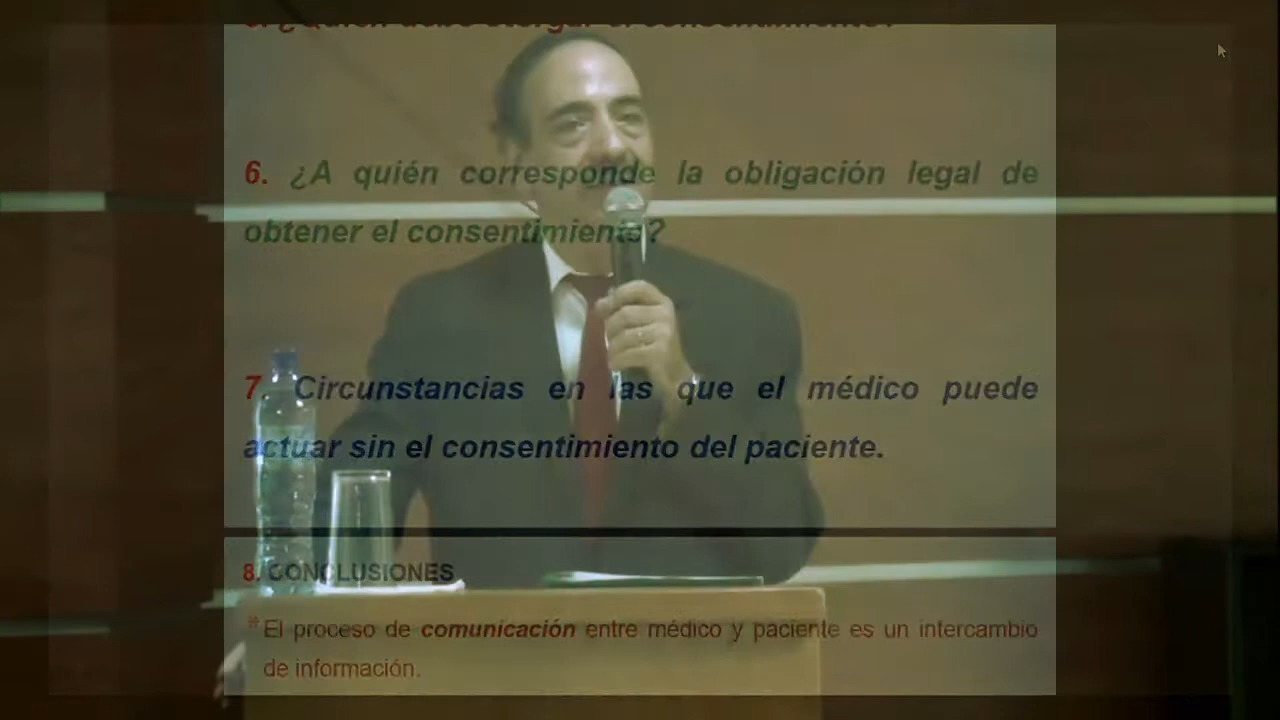 6. ¿A quién corresponde la obligación legal de
obtener el consentimiento?
7. Circunstancias en las que el médico puede
actuar sin el consentimiento del paciente.
8. CONCLUSIONES
El proceso de comunicación entre médico y paciente es un intercambio
de información.